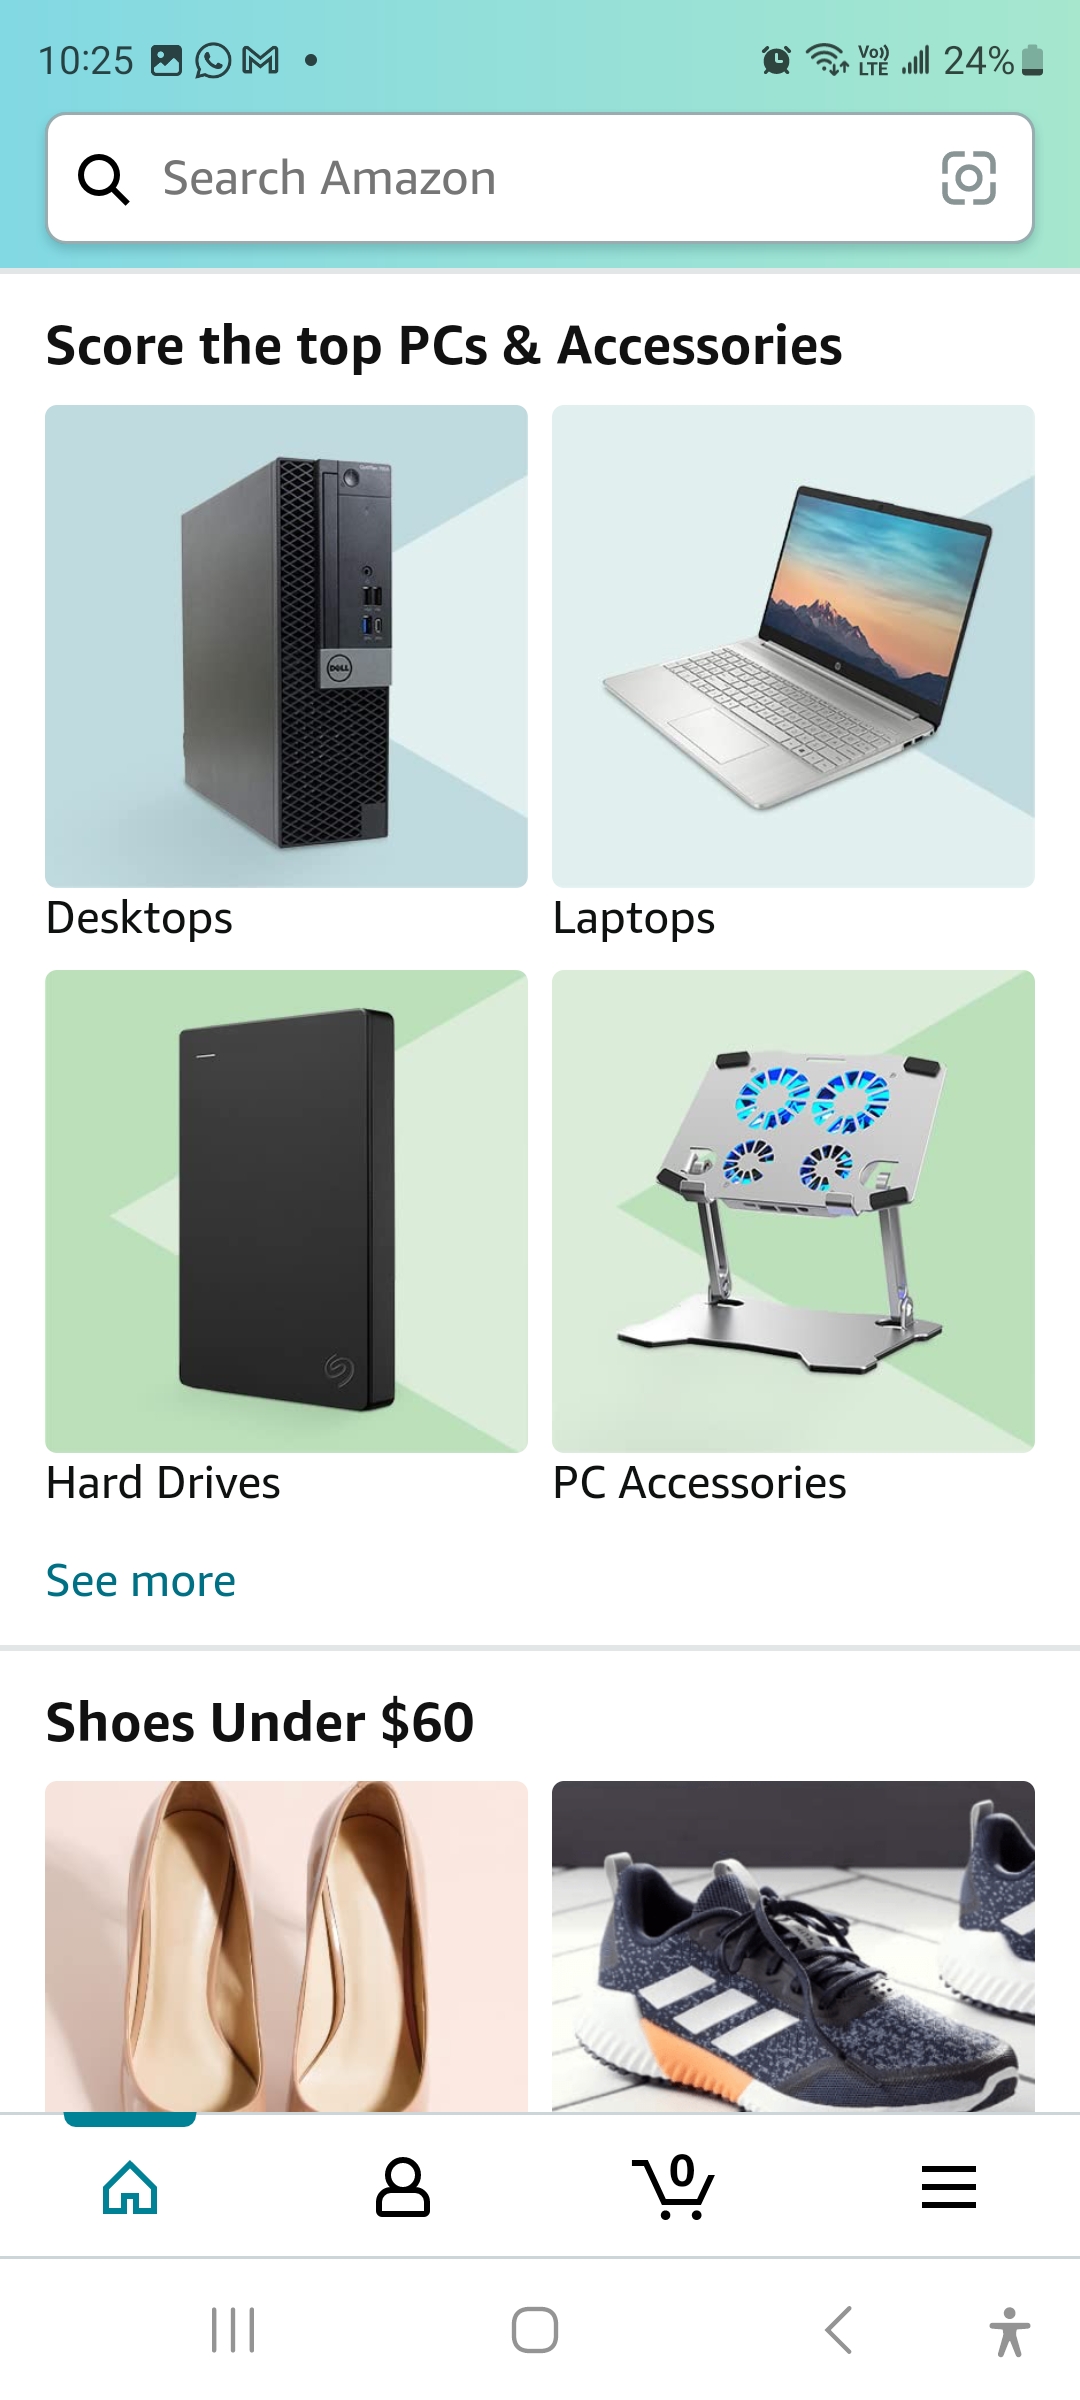 10:25
Vo)) LTE
24%
Search Amazon
Score the top PCs & Accessories
DELL
Desktops
Laptops
Hard Drives
PC Accessories
See more
Shoes Under $60
0